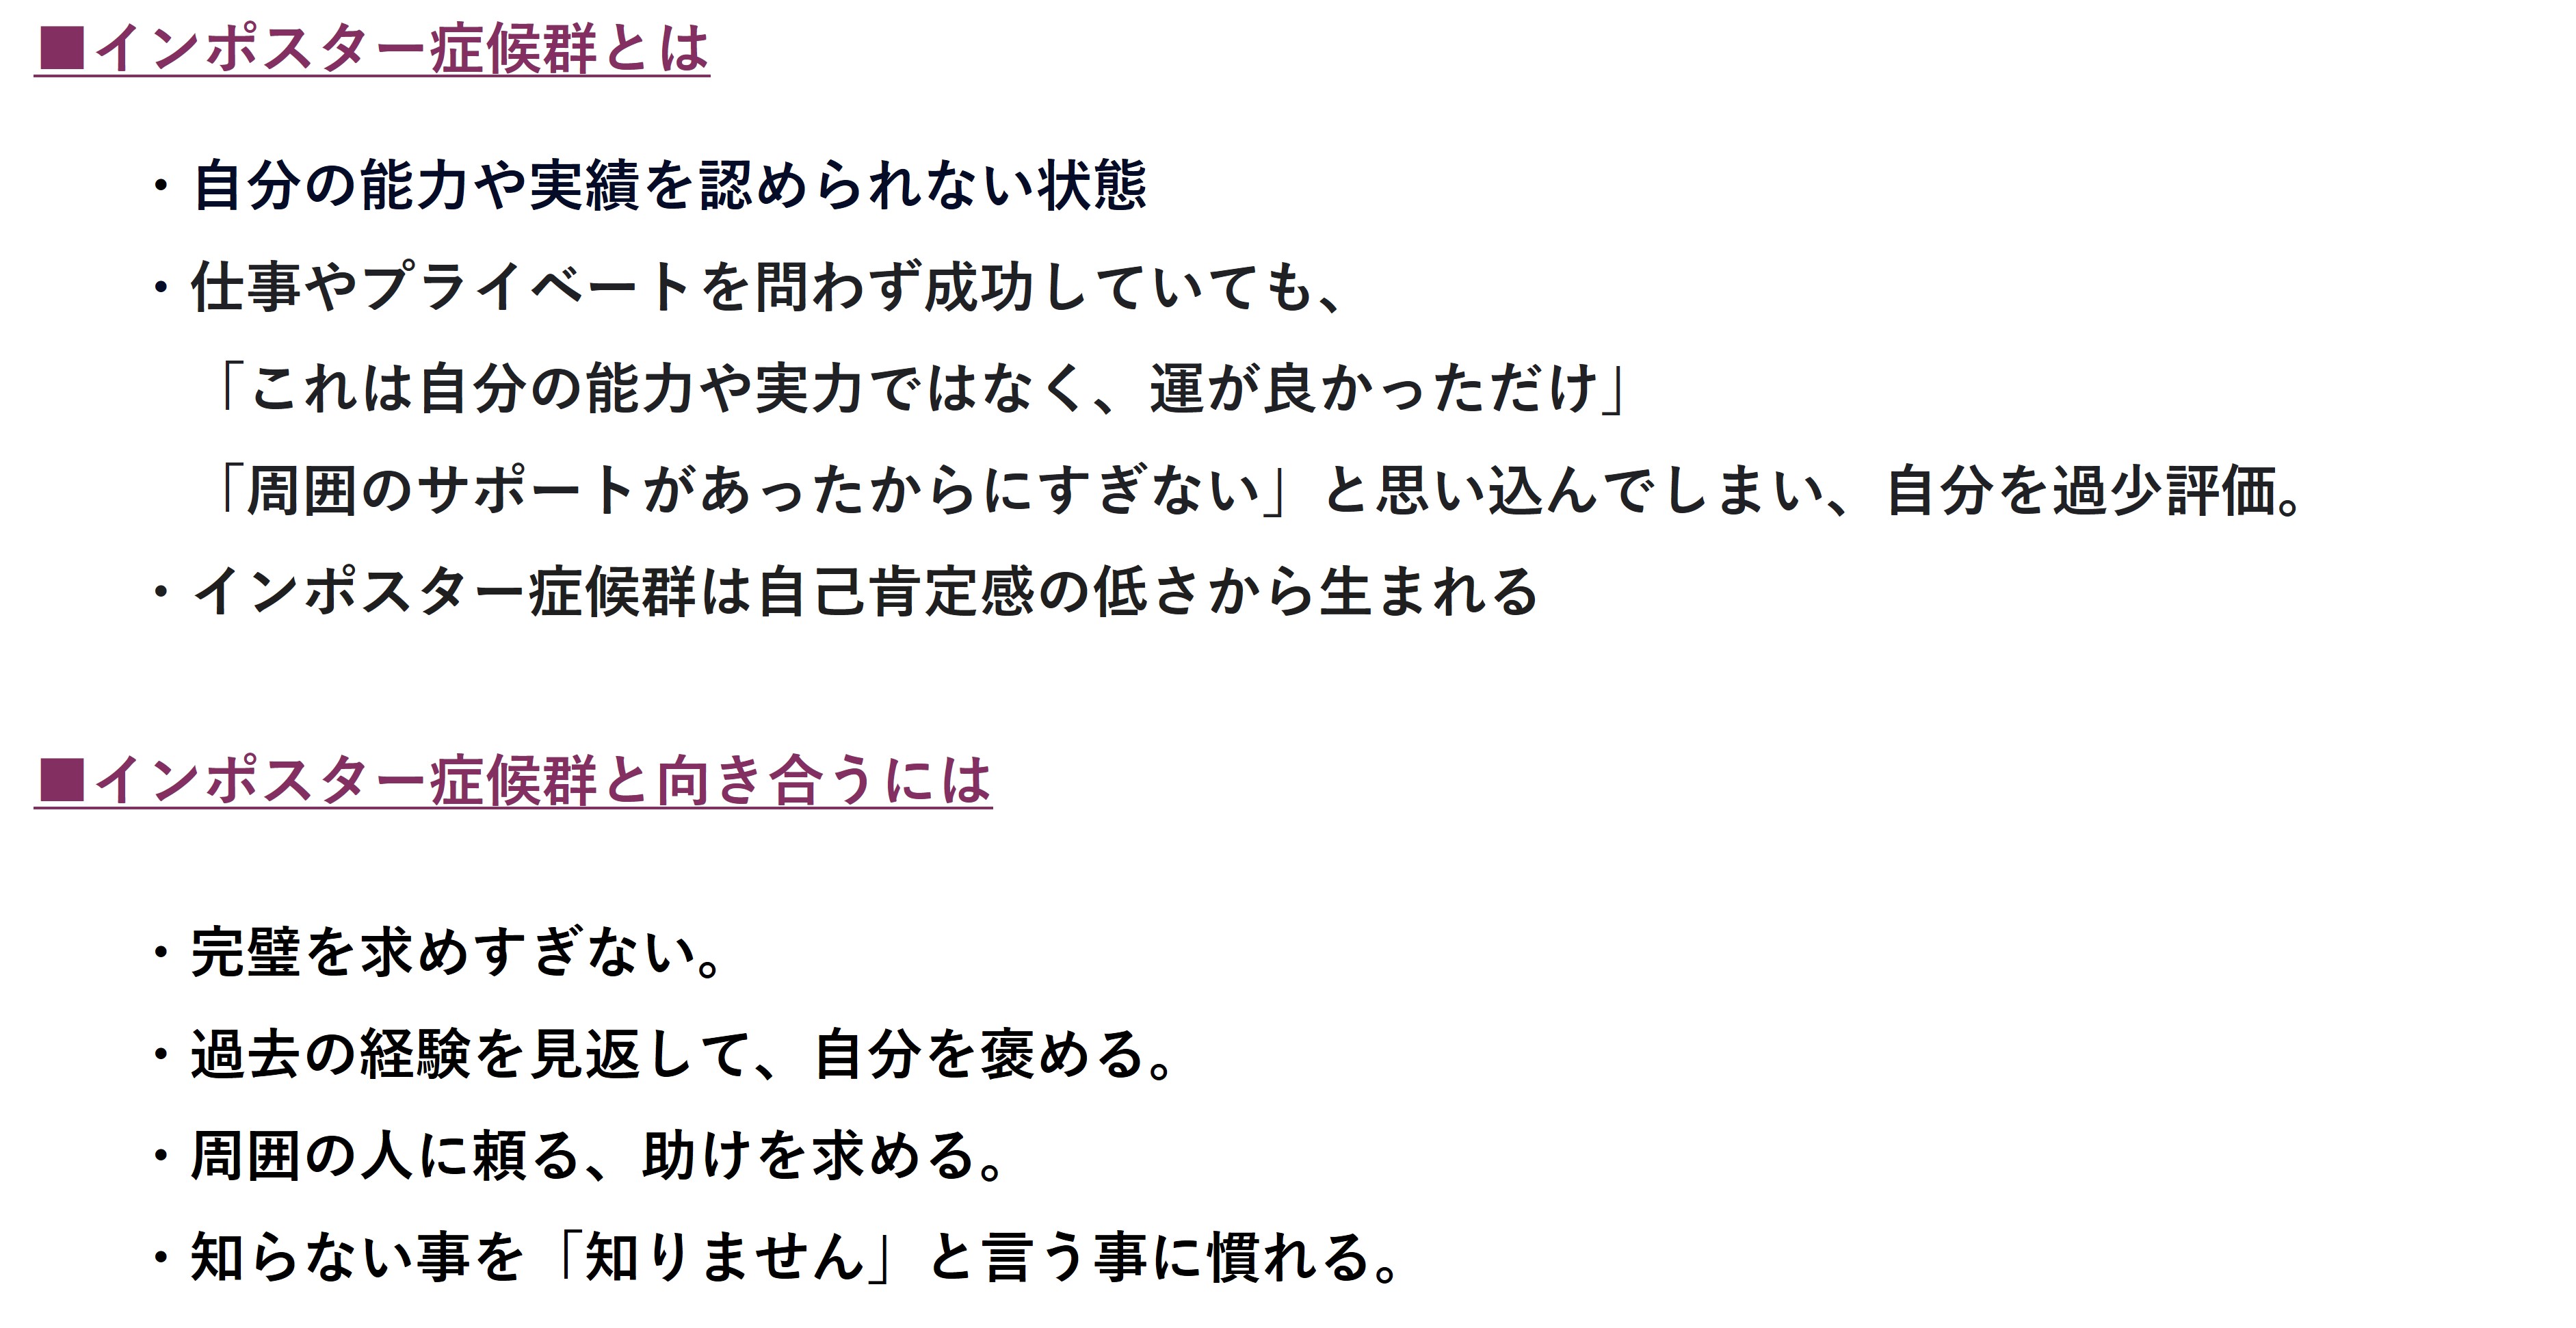 ■インポスター症候群とは
・自分の能力や実績を認められない状態
・仕事やプライベートを問わず成功していても、
「これは自分の能力や実力ではなく、運が良かっただけ」
「周囲のサポートがあったからにすぎない」と思い込んでしまい、自分を過少評価。
・インポスター症候群は自己肯定感の低さから生まれる
■インポスター症候群と向き合うには
・完璧を求めすぎない。
・過去の経験を見返して、自分を褒める。
・周囲の人に頼る、助けを求める。
・知らない事を「知りません」と言う事に慣れる。